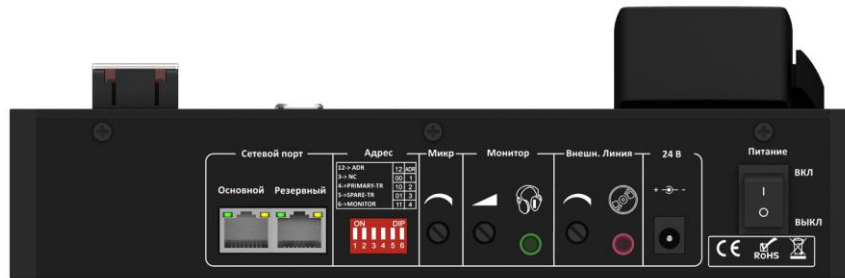 Сетевой порт
Адрес
Микр
Монитор
Внешн. Линия
24 В
Питание
Основной
Резервный
12-> ADR
3-> NC
4->PRIMARY-TR
5->SPARE-TR
6->MONITOR
12 ADR
00 1
10 2
01 3
11 4
ON DIP
1 2 3 4 5 6
+ -
ВКЛ
I
O
ВЫКЛ
CE
RoHS